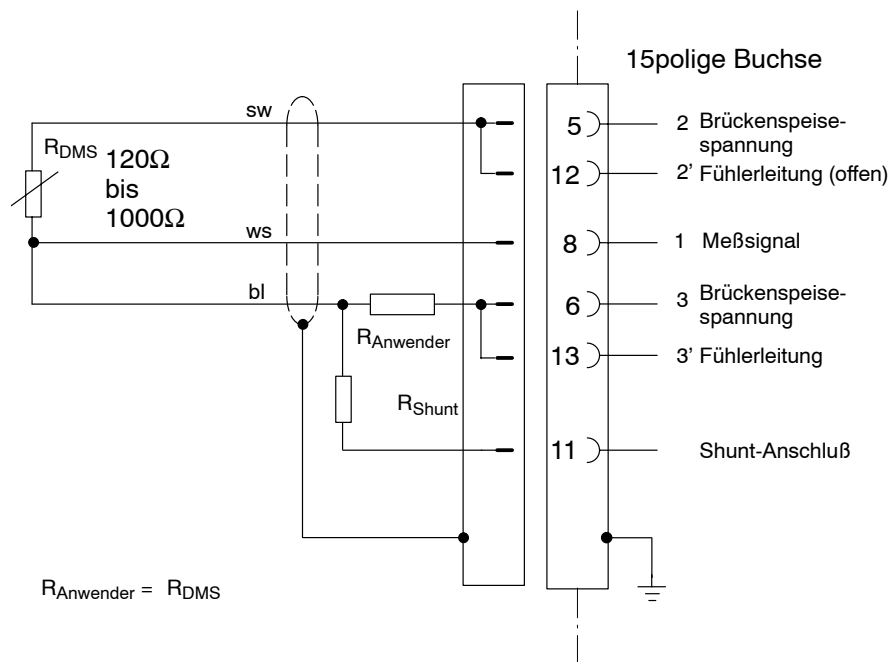 15polige Buchse
sw
5
2 Brückenspeise-
spannung
R_DMS 120Ω
bis
1000Ω
12
2' Fühlerleitung (offen)
ws
8
1 Meßsignal
bl
6
3 Brückenspeise-
spannung
R_Anwender
13
3' Fühlerleitung
R_Shunt
11
Shunt-Anschluß
R_Anwender = R_DMS